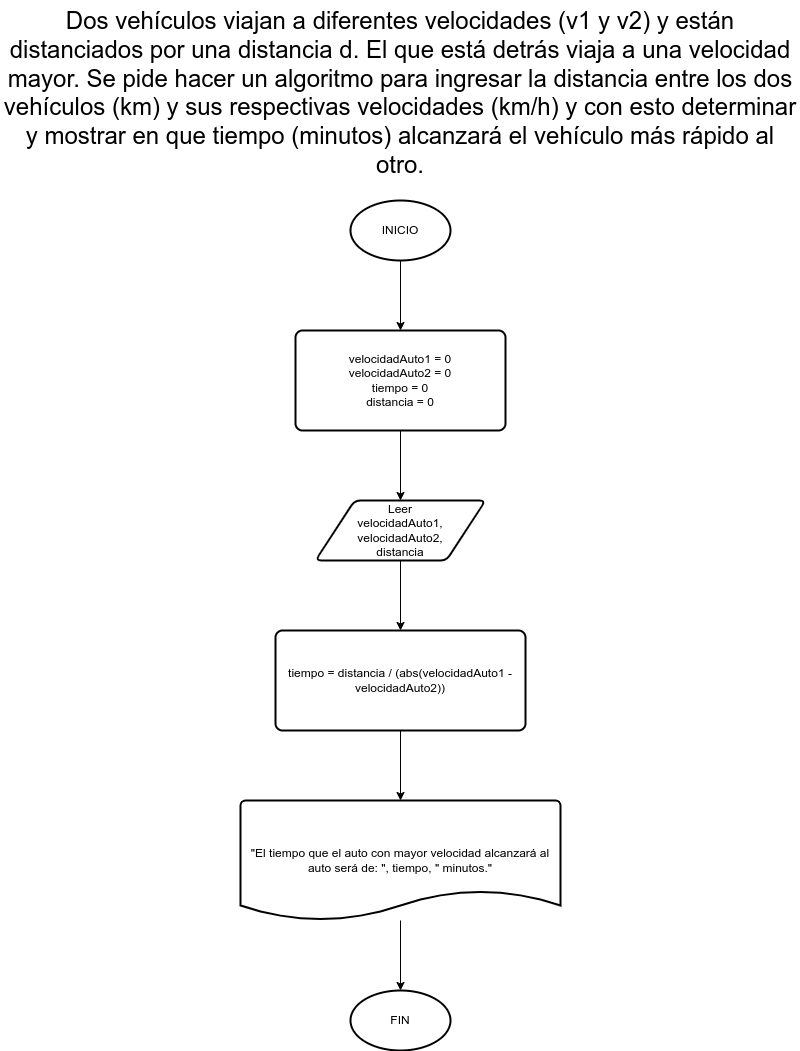 Dos vehículos viajan a diferentes velocidades (v1 y v2) y están
distanciados por una distancia d. El que está detrás viaja a una velocidad
mayor. Se pide hacer un algoritmo para ingresar la distancia entre los dos
vehículos (km) y sus respectivas velocidades (km/h) y con esto determinar
y mostrar en que tiempo (minutos) alcanzará el vehículo más rápido al
otro.
INICIO
velocidadAuto1 = 0
velocidadAuto2 = 0
tiempo = 0
distancia = 0
Leer
velocidadAuto1,
velocidadAuto2,
distancia
tiempo = distancia / (abs(velocidadAuto1 -
velocidadAuto2))
"El tiempo que el auto con mayor velocidad alcanzará al
auto será de: ", tiempo, " minutos."
FIN